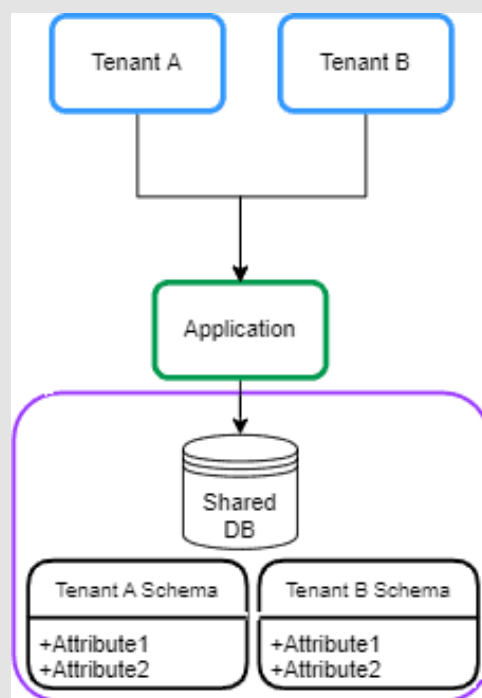 Tenant A
Tenant B
Application
Shared
DB
Tenant A Schema
+Attribute1
+Attribute2
Tenant B Schema
+Attribute1
+Attribute2